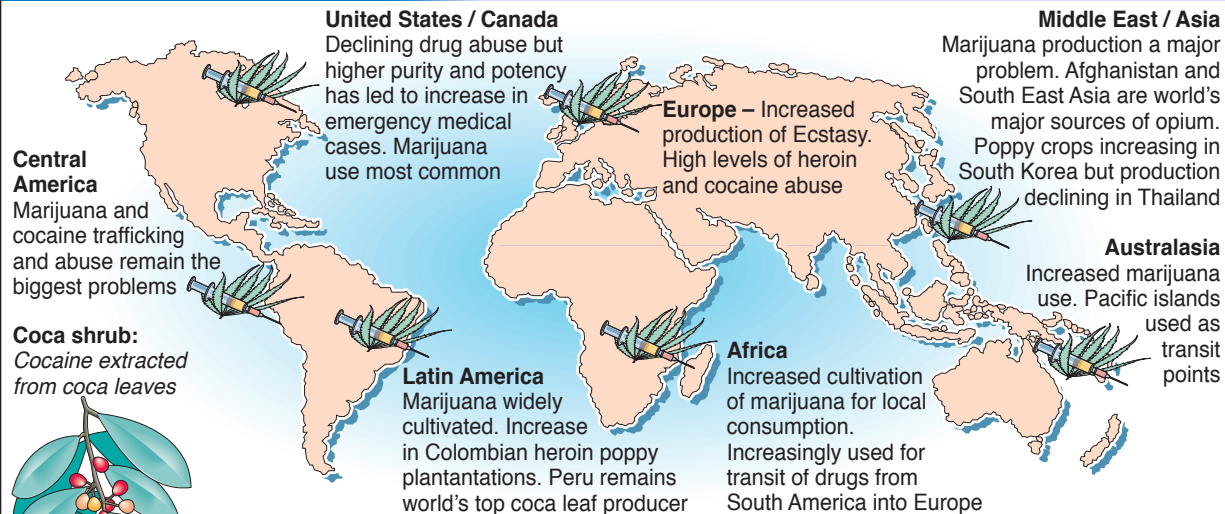 United States / Canada
Declining drug abuse but
higher purity and potency
has led to increase in
emergency medical
cases. Marijuana
use most common
Middle East / Asia
Marijuana production a major
problem. Afghanistan and
South East Asia are world's
major sources of opium.
Poppy crops increasing in
South Korea but production
declining in Thailand
Europe – Increased
production of Ecstasy.
High levels of heroin
and cocaine abuse
Central
America
Marijuana and
cocaine trafficking
and abuse remain the
biggest problems
Australasia
Increased marijuana
use. Pacific islands
used as
transit
points
Coca shrub:
Cocaine extracted
from coca leaves
Latin America
Marijuana widely
cultivated. Increase
in Colombian heroin poppy
plantantations. Peru remains
world's top coca leaf producer
Africa
Increased cultivation
of marijuana for local
consumption.
Increasingly used for
transit of drugs from
South America into Europe